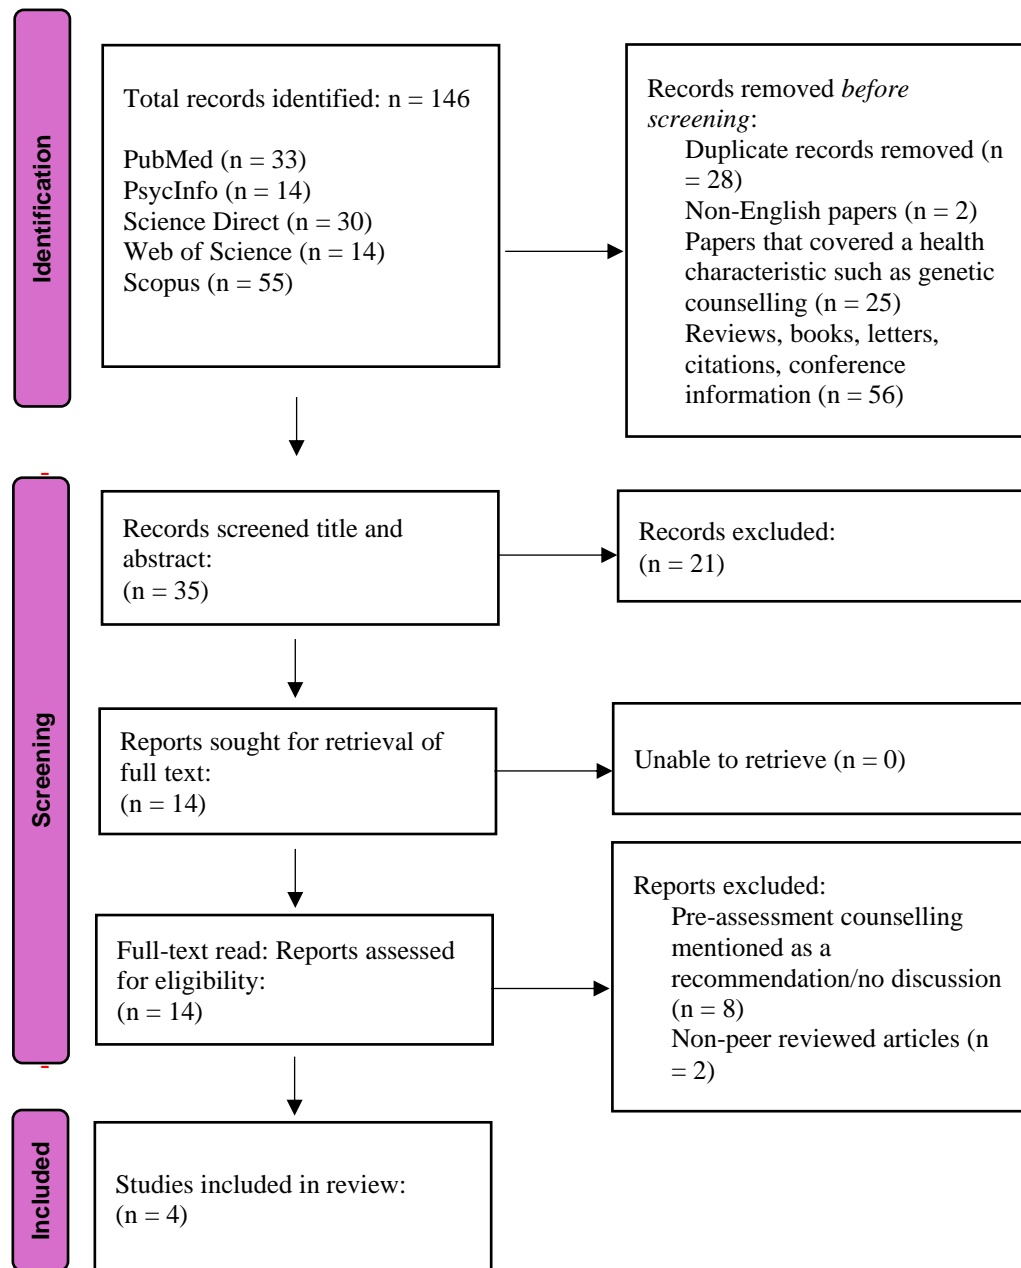 Identification
Total records identified: n = 146
PubMed (n = 33)
PsycInfo (n = 14)
Science Direct (n = 30)
Web of Science (n = 14)
Scopus (n = 55)
Records removed before
screening:
Duplicate records removed (n
= 28)
Non-English papers (n = 2)
Papers that covered a health
characteristic such as genetic
counselling (n = 25)
Reviews, books, letters,
citations, conference
information (n = 56)
Screening
Records screened title and
abstract:
(n = 35)
Records excluded:
(n = 21)
Reports sought for retrieval of
full text:
(n = 14)
Unable to retrieve (n = 0)
Full-text read: Reports assessed
for eligibility:
(n = 14)
Reports excluded:
Pre-assessment counselling
mentioned as a
recommendation/no discussion
(n = 8)
Non-peer reviewed articles (n
= 2)
Included
Studies included in review:
(n = 4)